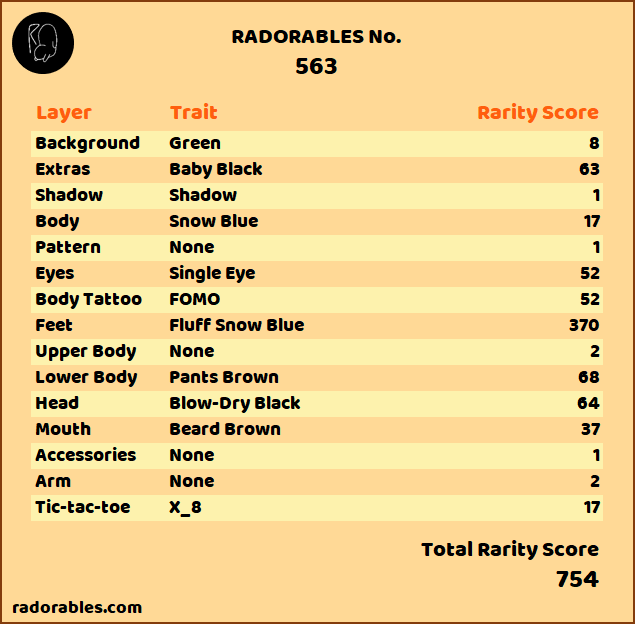 RADORABLES No.
563
Layer Trait Rarity Score
Background Green 8
Extras Baby Black 63
Shadow Shadow 1
Body Snow Blue 17
Pattern None 1
Eyes Single Eye 52
Body Tattoo FOMO 52
Feet Fluff Snow Blue 370
Upper Body None 2
Lower Body Pants Brown 68
Head Blow-Dry Black 64
Mouth Beard Brown 37
Accessories None 1
Arm None 2
Tic-tac-toe X_8 17
Total Rarity Score
754
radorables.com